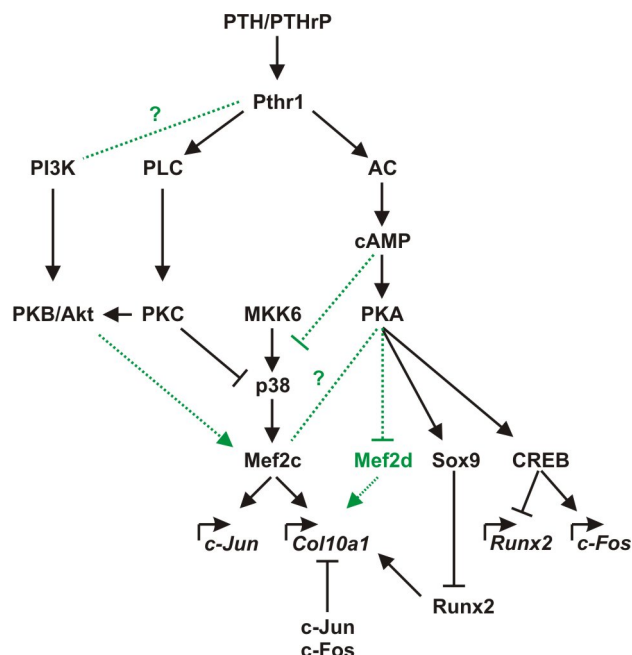 PTH/PTHrP
Pthr1
?
PI3K PLC AC
cAMP
PKB/Akt PKC MKK6 PKA
p38 ?
Mef2c Mef2d Sox9 CREB
c-Jun Col10a1 Runx2 c-Fos
Runx2
c-Jun
c-Fos